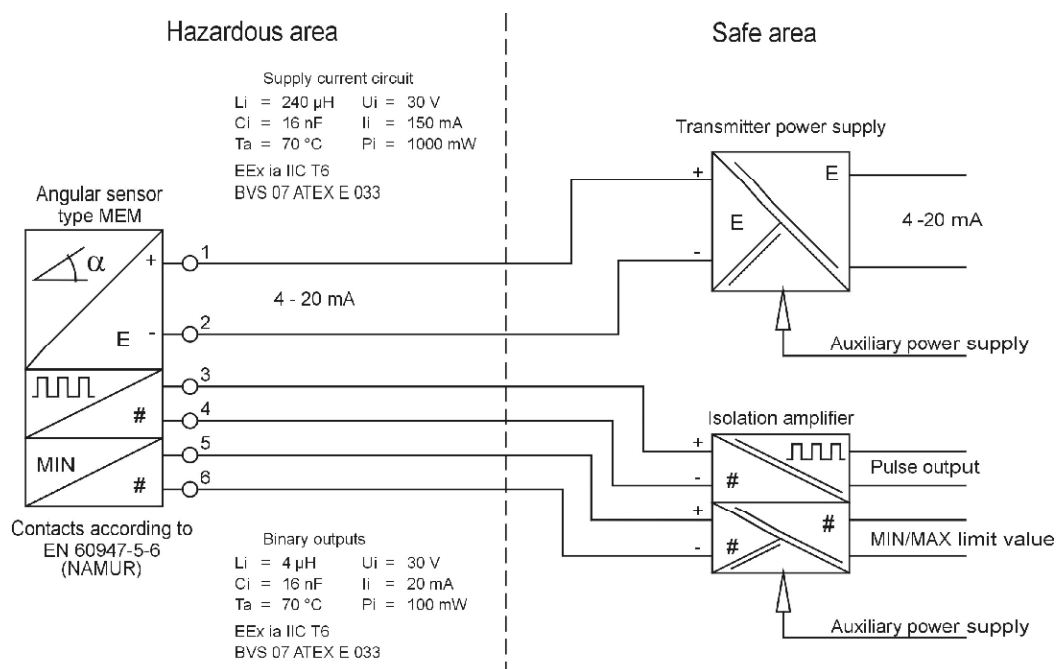 Hazardous area
Safe area
Supply current circuit
Li = 240 µH Ui = 30 V
Ci = 16 nF Ii = 150 mA
Ta = 70 °C Pi = 1000 mW
EEx ia IIC T6
BVS 07 ATEX E 033
Transmitter power supply
+
E
E
-
4 -20 mA
Auxiliary power supply
Angular sensor
type MEM
α
+
1
4 - 20 mA
E
-
2
3
#
4
MIN
5
#
6
Contacts according to
EN 60947-5-6
(NAMUR)
Isolation amplifier
+
-
#
Pulse output
+
#
-
#
MIN/MAX limit value
Auxiliary power supply
Binary outputs
Li = 4 µH Ui = 30 V
Ci = 16 nF Ii = 20 mA
Ta = 70 °C Pi = 100 mW
EEx ia IIC T6
BVS 07 ATEX E 033